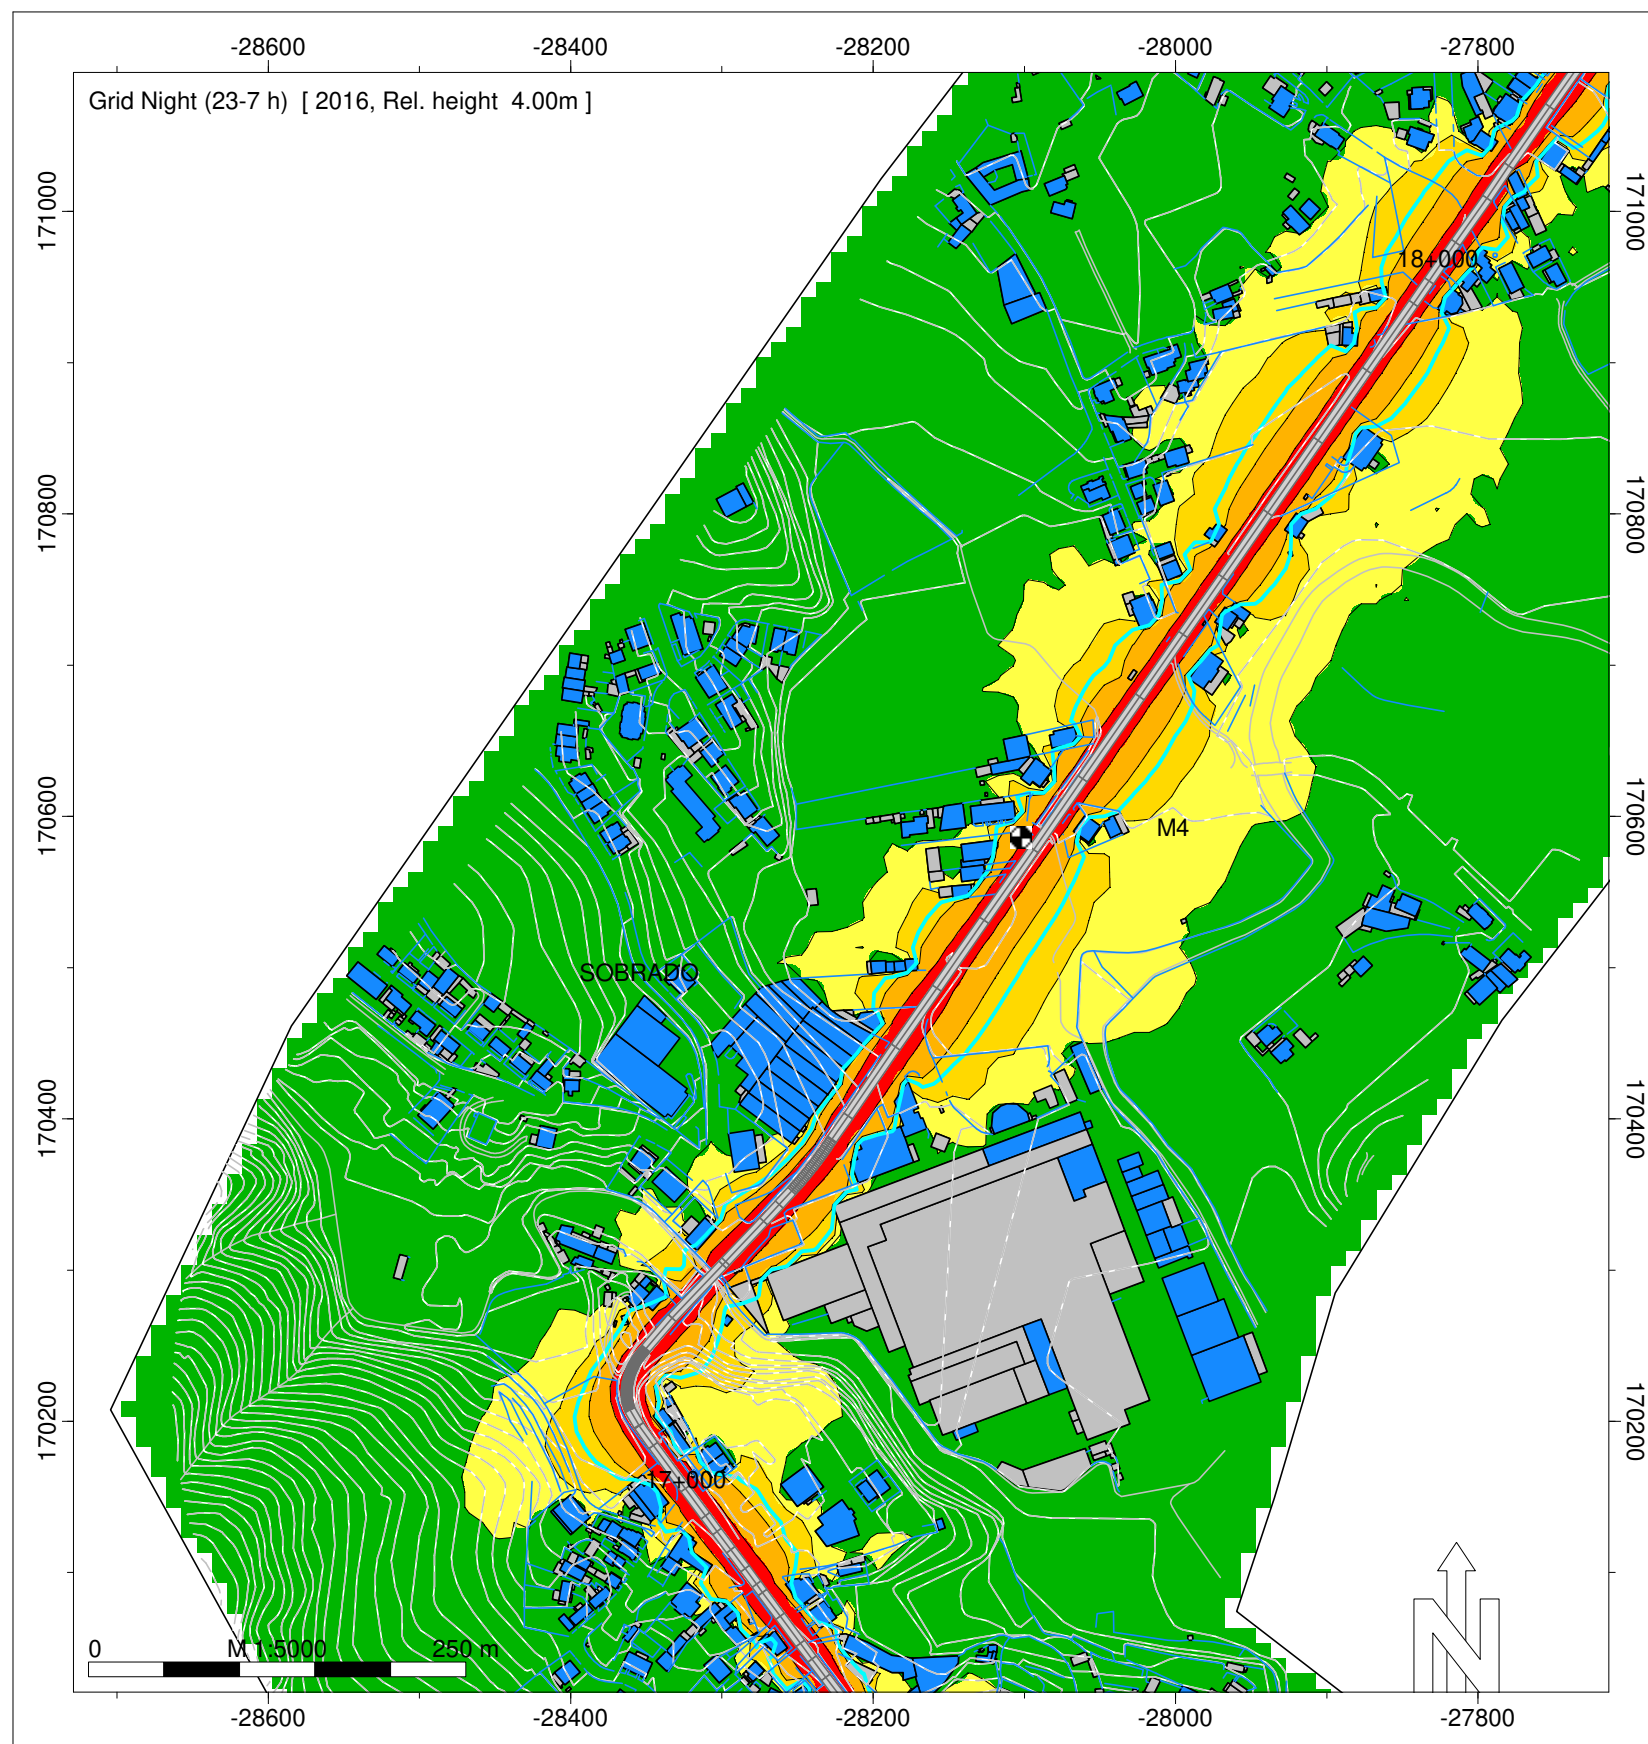 -28600 -28400 -28200 -28000 -27800
Grid Night (23-7 h) [ 2016, Rel. height 4.00m ]
171000 171000
18+000
170800 170800
170600 170600
M4
SOBRADO
170400 170400
170200 170200
17+000
0 M 1:5000 250 m
N
-28600 -28400 -28200 -28000 -27800